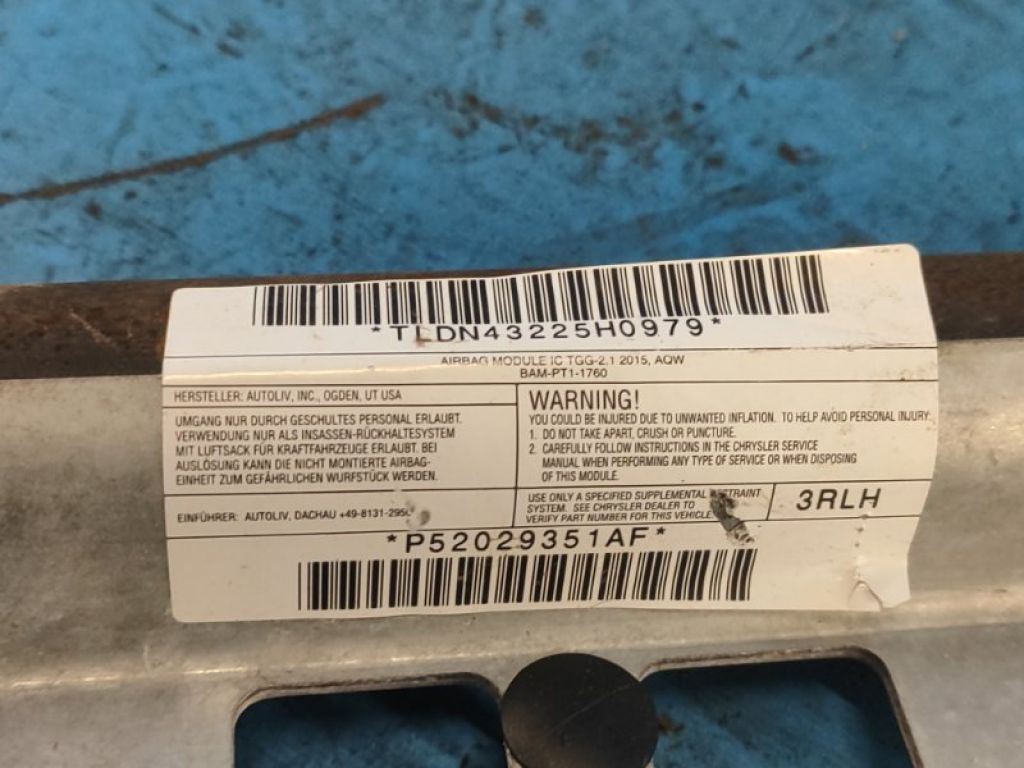 *TLDN43225H0979*
AIRBAG MODULE IC TGG-2.1 2015, AQW
BAM-PT1-1760
HERSTELLER: AUTOLIV, INC., OGDEN, UT USA
UMGANG NUR DURCH GESCHULTES PERSONAL ERLAUBT.
VERWENDUNG NUR ALS INSASSEN-RÜCKHALTESYSTEM
MIT LUFTSACK FÜR KRAFTFAHRZEUGE ERLAUBT. BEI
AUSLÖSUNG KANN DIE NICHT MONTIERTE AIRBAG-
EINHEIT ZUM GEFÄHRLICHEN WURFSTÜCK WERDEN.
EINFÜHRER: AUTOLIV, DACHAU
WARNING!
YOU COULD BE INJURED DUE TO UNWANTED INFLATION. TO HELP AVOID PERSONAL INJURY:
1. DO NOT TAKE APART, CRUSH OR PUNCTURE.
2. CAREFULLY FOLLOW INSTRUCTIONS IN THE CHRYSLER SERVICE
MANUAL WHEN PERFORMING ANY TYPE OF SERVICE OR WHEN DISPOSING
OF THIS MODULE.
USE ONLY A SPECIFIED SUPPLEMENTAL RESTRAINT
SYSTEM. SEE CHRYSLER DEALER TO
VERIFY PART NUMBER FOR THIS VEHICLE
3RLH
*P52029351AF*